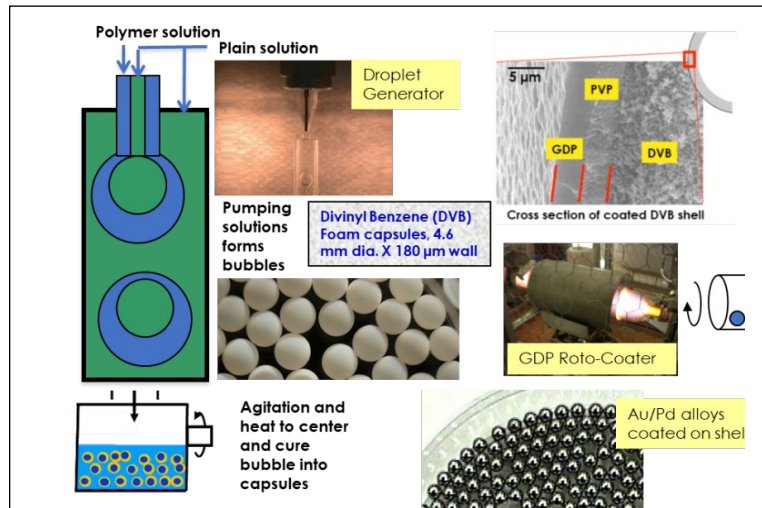 Polymer solution
Plain solution
Droplet
Generator
5 µm
PVP
GDP
DVB
Cross section of coated DVB shell
Pumping
solutions
forms
bubbles
Divinyl Benzene (DVB)
Foam capsules, 4.6
mm dia. X 180 µm wall
GDP Roto-Coater
Agitation and
heat to center
and cure
bubble into
capsules
Au/Pd alloys
coated on shel